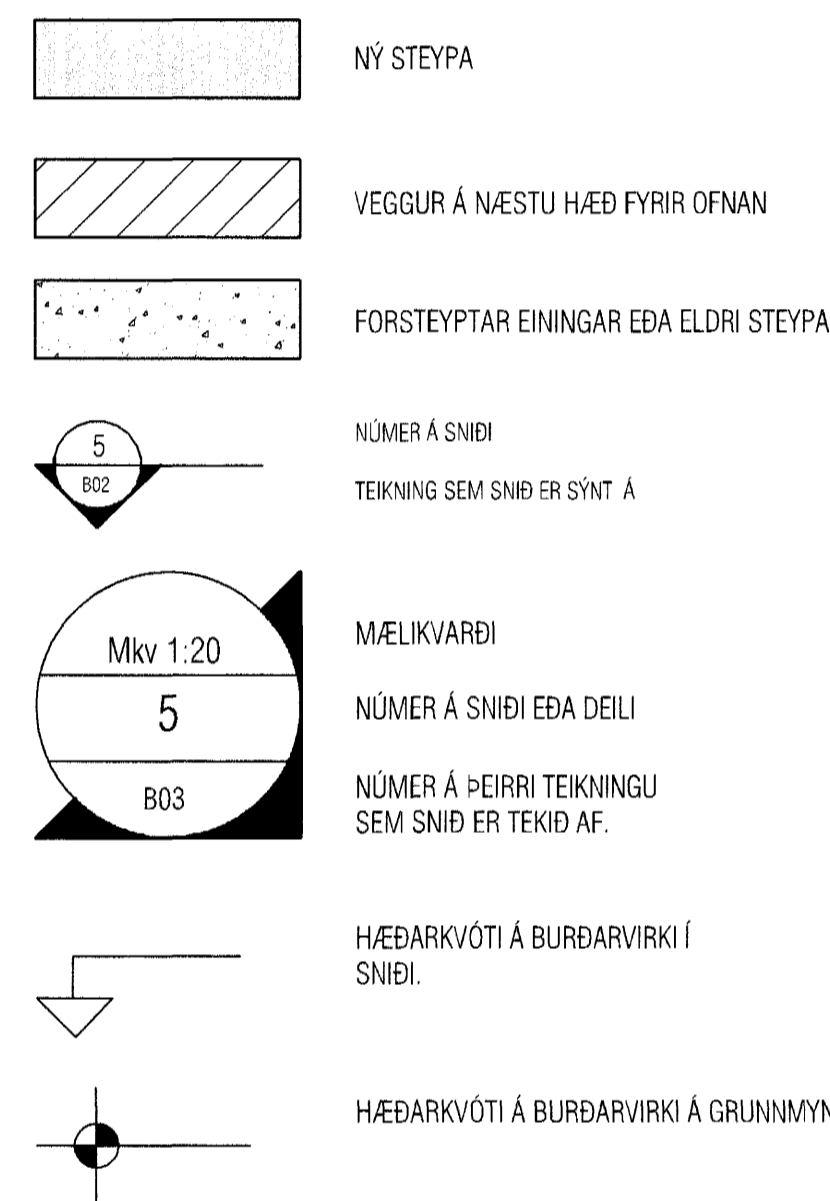 NÝ STEYPA
VEGGUR Á NÆSTU HÆÐ FYRIR OFNAN
FORSTEYPTAR EININGAR EÐA ELDRI STEYPA
5
B02
NÚMER Á SNIÐI
TEIKNING SEM SNIÐ ER SÝNT Á
Mkv 1:20
5
B03
MÆLIKVARÐI
NÚMER Á SNIÐI EÐA DEILI
NÚMER Á ÞEIRRI TEIKNINGU
SEM SNIÐ ER TEKIÐ AF.
HÆÐARKVÓTI Á BURÐARVIRKI Í
SNIÐI.
HÆÐARKVÓTI Á BURÐARVIRKI Á